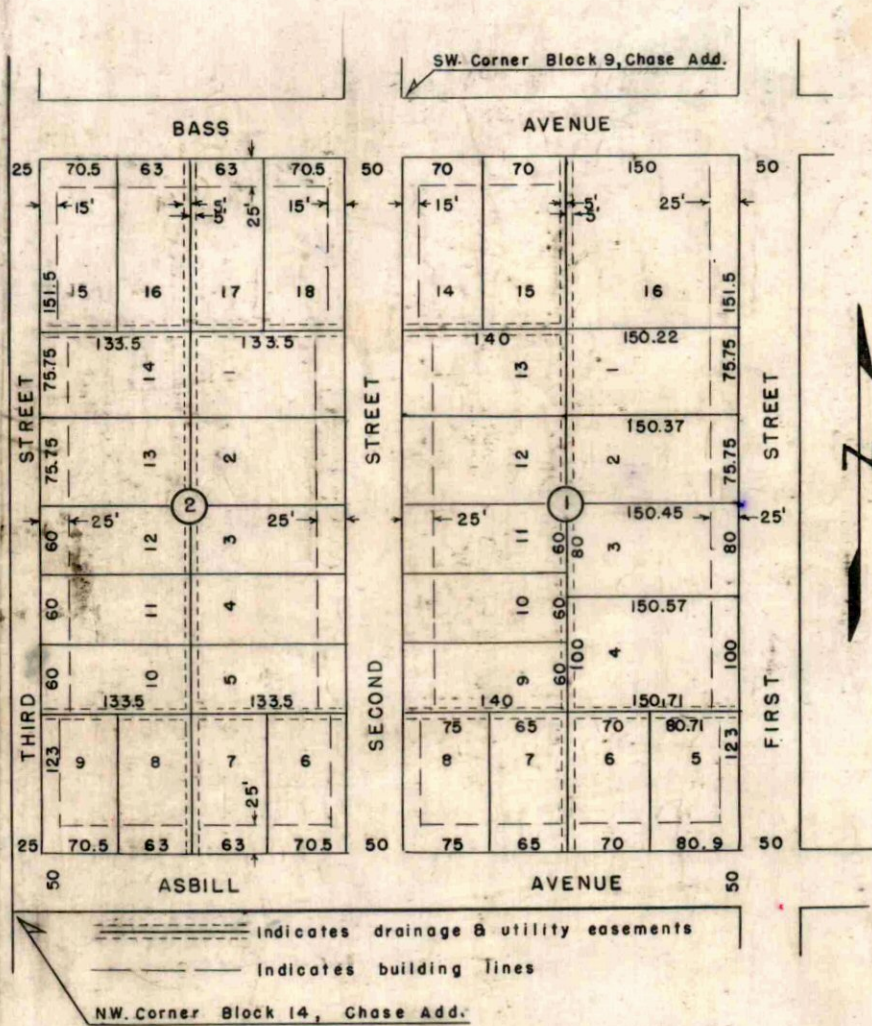 SW. Corner Block 9, Chase Add.
BASS AVENUE
25 70.5 63 63 70.5 50 70 70 150 50
15' 5' 5' 25' 15' 15' 5' 5' 25'
151.5 15 16 17 18 14 15 16 151.5
133.5 133.5 140 150.22
75.75 14 1 13 1 75.75
STREET STREET STREET
150.37
75.75 13 2 12 2 75.75
2 1
150.45
25' 25' 25' 25'
60 12 3 11 60 80 3 80
150.57
60 11 4 10 60 100 4 100
60 10 5 9 60
133.5 133.5 140 150.71
THIRD SECOND FIRST
75 65 70 80.71
123 9 8 7 6 8 7 6 5 123
25'
25 70.5 63 63 70.5 50 75 65 70 80.9 50
50 ASBILL AVENUE 50
Indicates drainage & utility easements
Indicates building lines
NW. Corner Block 14, Chase Add.